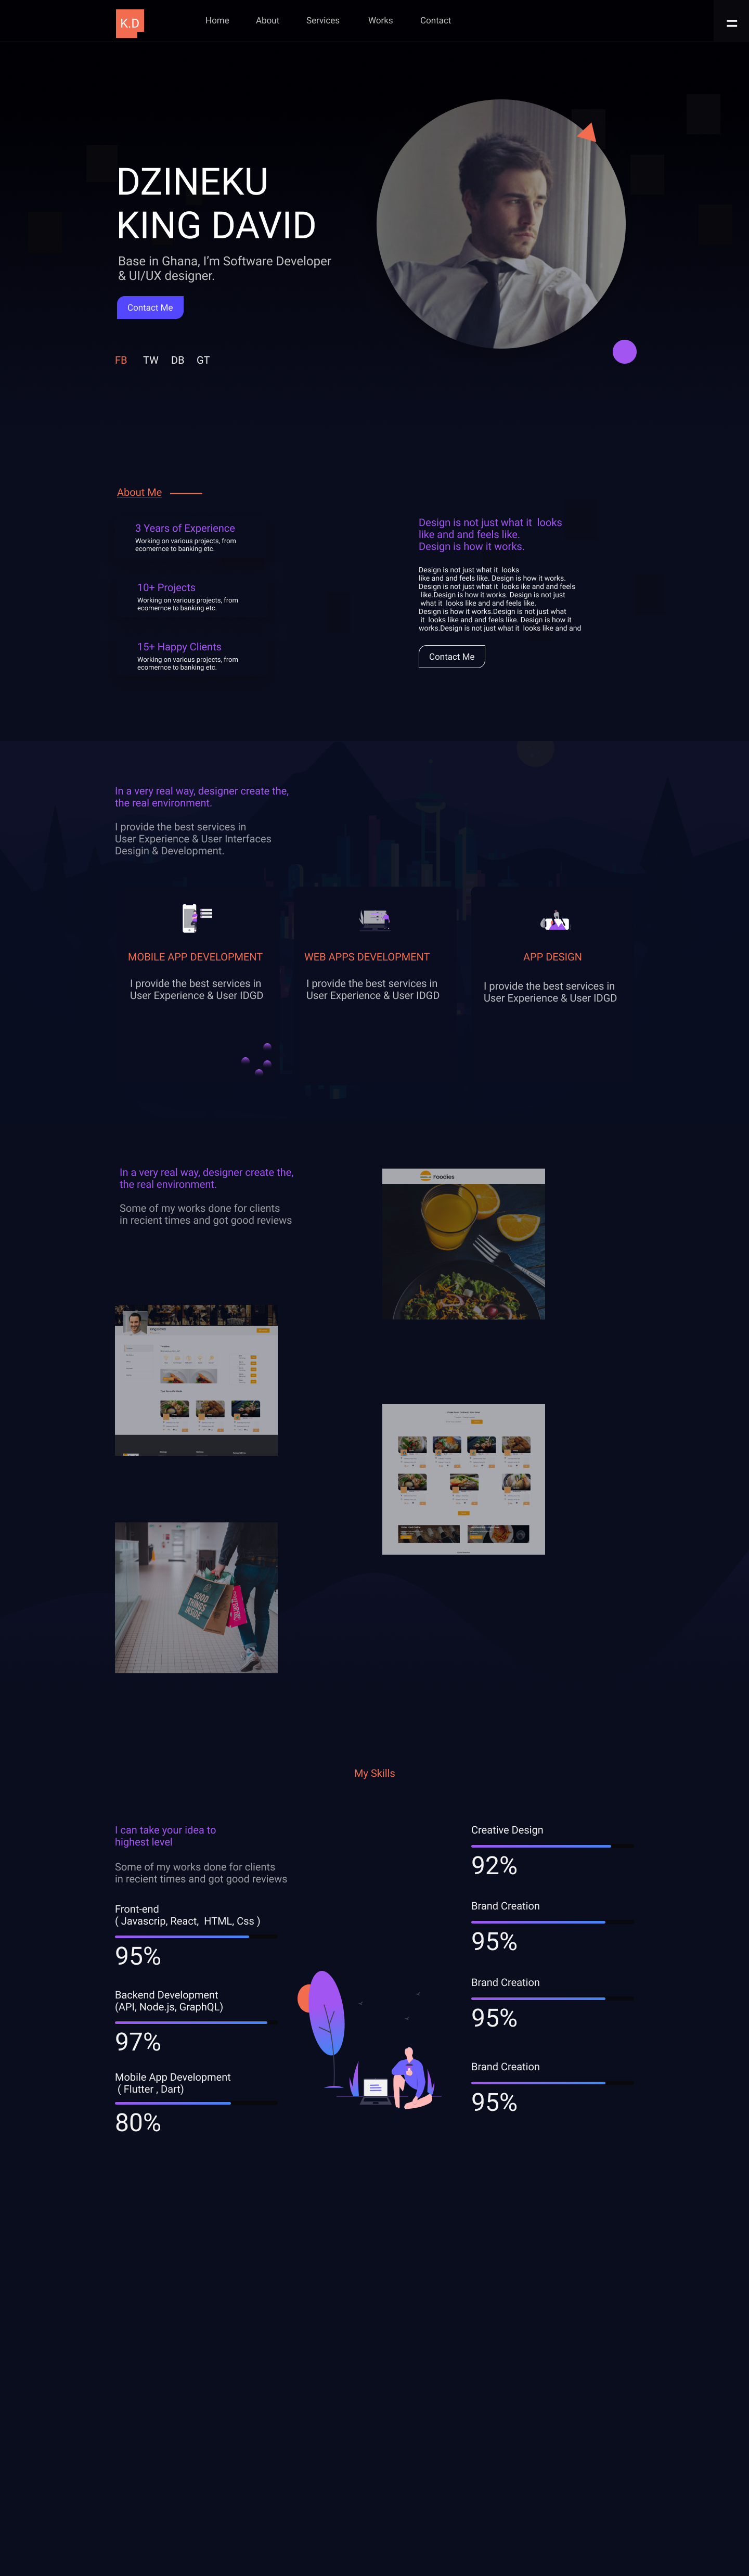 K.D
Home
About
Services
Works
Contact
DZINEKU
KING DAVID
Base in Ghana, I'm Software Developer
& UI/UX designer.
Contact Me
FB
TW
DB
GT
About Me
3 Years of Experience
Working on various projects, from
ecomernce to banking etc.
10+ Projects
Working on various projects, from
ecomernce to banking etc.
15+ Happy Clients
Working on various projects, from
ecomernce to banking etc.
Design is not just what it  looks
like and and feels like.
Design is how it works.
Design is not just what it  looks
like and and feels like. Design is how it works.
Design is not just what it  looks ike and and feels
like.Design is how it works. Design is not just
what it  looks like and and feels like.
Design is how it works.Design is not just what
it  looks like and and feels like. Design is how it
works.Design is not just what it  looks like and and
Contact Me
In a very real way, designer create the,
the real environment.
I provide the best services in
User Experience & User Interfaces
Desigin & Development.
MOBILE APP DEVELOPMENT
I provide the best services in
User Experience & User IDGD
WEB APPS DEVELOPMENT
I provide the best services in
User Experience & User IDGD
APP DESIGN
I provide the best services in
User Experience & User IDGD
In a very real way, designer create the,
the real environment.
Some of my works done for clients
in recient times and got good reviews
Foodies
GOOD
THINGS
INSIDE
My Skills
I can take your idea to
highest level
Some of my works done for clients
in recient times and got good reviews
Front-end
( Javascrip, React,  HTML, Css )
95%
Backend Development
(API, Node.js, GraphQL)
97%
Mobile App Development
( Flutter , Dart)
80%
Creative Design
92%
Brand Creation
95%
Brand Creation
95%
Brand Creation
95%